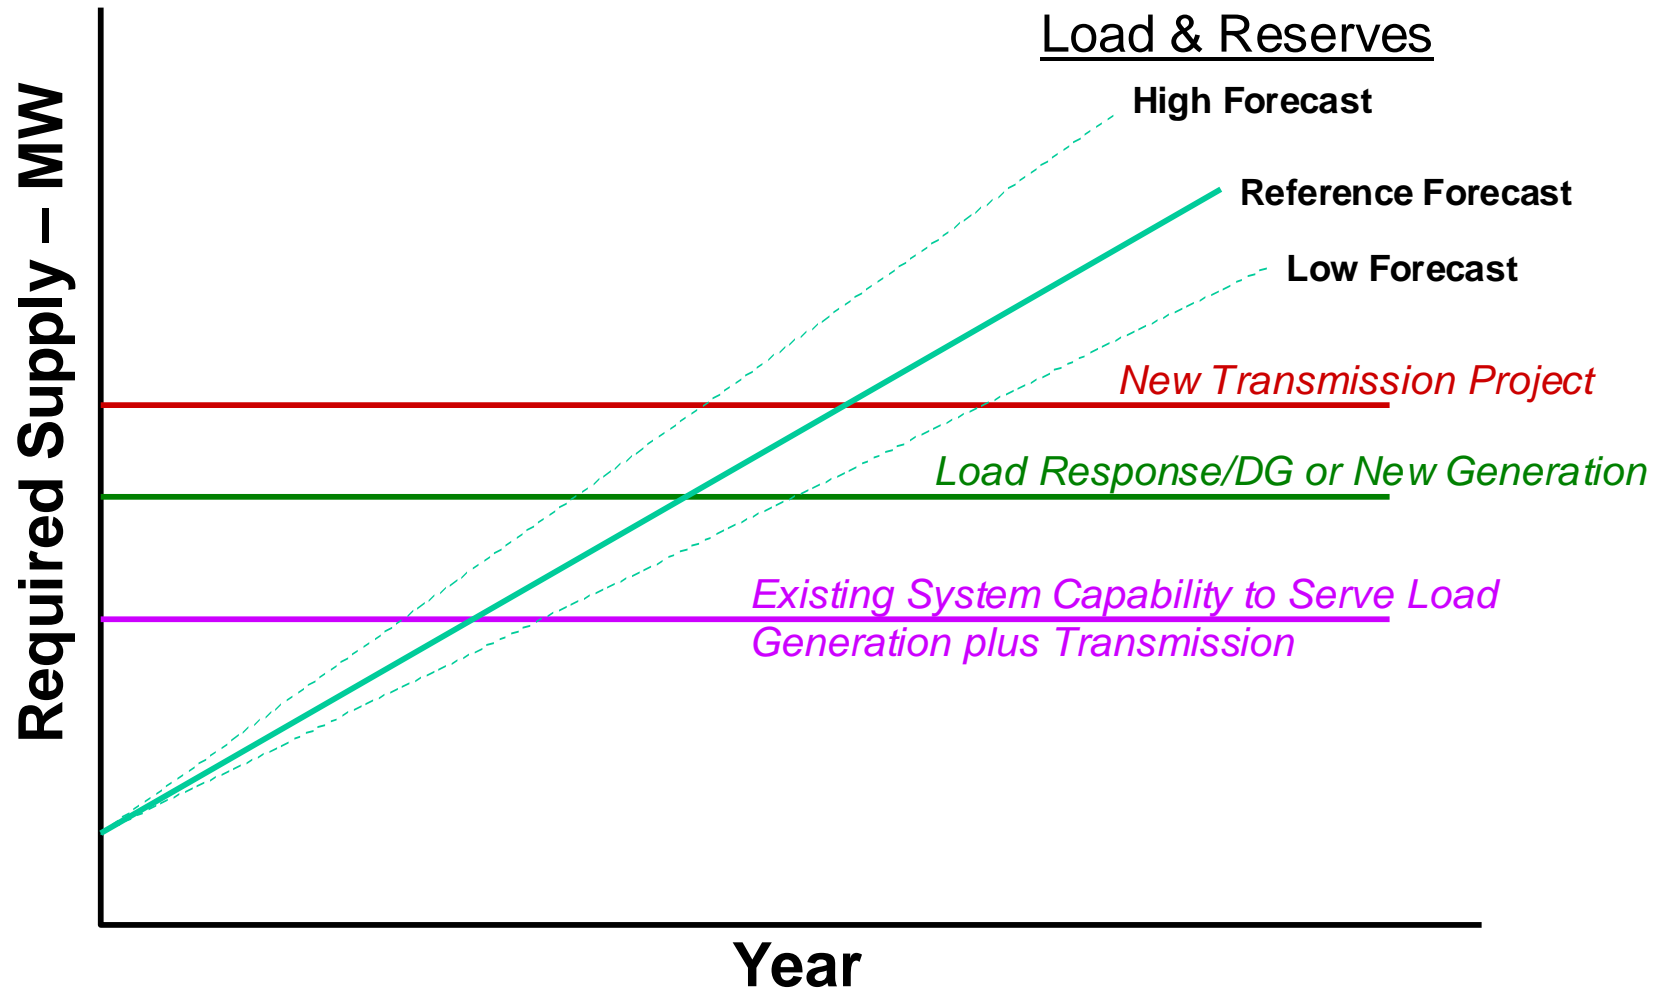 Load & Reserves
High Forecast
Reference Forecast
Low Forecast
New Transmission Project
Load Response/DG or New Generation
Existing System Capability to Serve Load
Generation plus Transmission
Required Supply – MW
Year